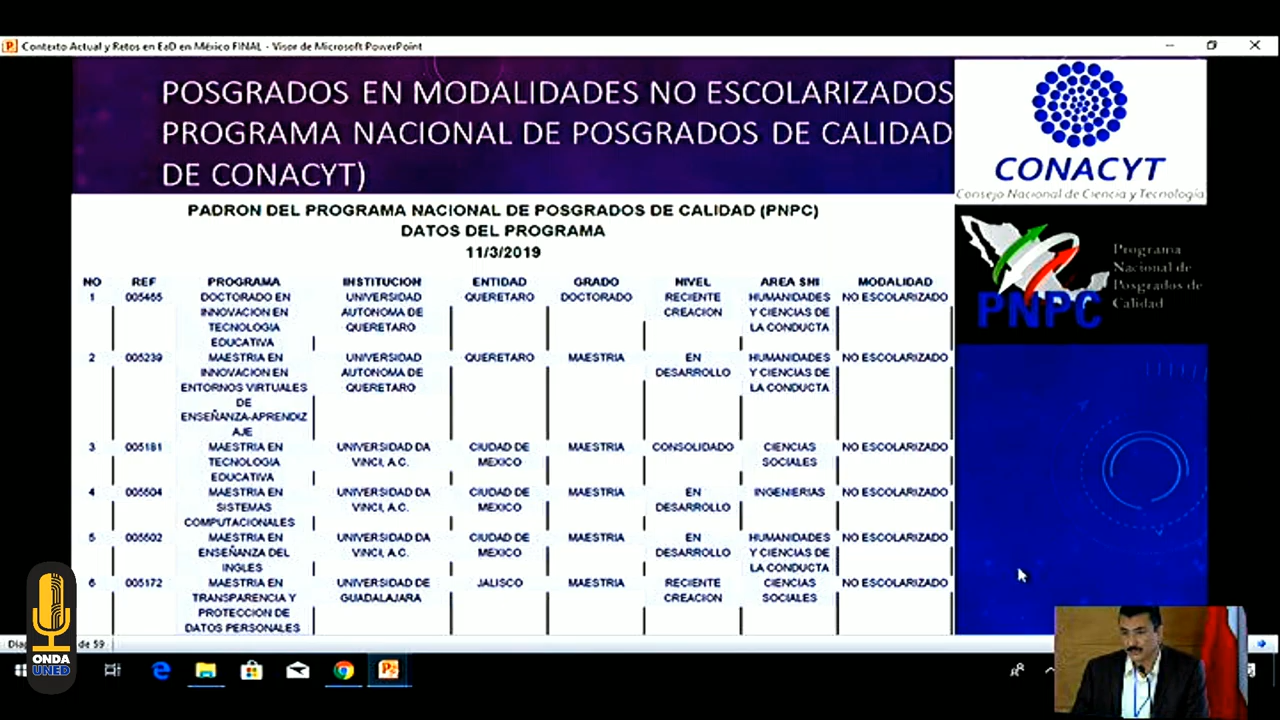 Contexto Actual y Retos en EaD en México FINAL - Visor de Microsoft PowerPoint
POSGRADOS EN MODALIDADES NO ESCOLARIZADOS
PROGRAMA NACIONAL DE POSGRADOS DE CALIDAD
DE CONACYT)
CONACYT
Consejo Nacional de Ciencia y Tecnología
PNPC
Programa
Nacional de
Posgrados de
Calidad
PADRON DEL PROGRAMA NACIONAL DE POSGRADOS DE CALIDAD (PNPC)
DATOS DEL PROGRAMA
11/3/2019
NO REF PROGRAMA INSTITUCION ENTIDAD GRADO NIVEL AREA SNI MODALIDAD
1 005465 DOCTORADO EN UNIVERSIDAD QUERETARO DOCTORADO RECIENTE HUMANIDADES NO ESCOLARIZADO
INNOVACION EN AUTONOMA DE CREACION Y CIENCIAS DE
TECNOLOGIA QUERETARO LA CONDUCTA
EDUCATIVA
2 005239 MAESTRIA EN UNIVERSIDAD QUERETARO MAESTRIA EN HUMANIDADES NO ESCOLARIZADO
INNOVACION EN AUTONOMA DE DESARROLLO Y CIENCIAS DE
ENTORNOS VIRTUALES QUERETARO LA CONDUCTA
DE
ENSEÑANZA-APRENDIZ
AJE
3 005181 MAESTRIA EN UNIVERSIDAD DA CIUDAD DE MAESTRIA CONSOLIDADO CIENCIAS NO ESCOLARIZADO
TECNOLOGIA VINCI, A.C. MEXICO SOCIALES
EDUCATIVA
4 005504 MAESTRIA EN UNIVERSIDAD DA CIUDAD DE MAESTRIA EN INGENIERIAS NO ESCOLARIZADO
SISTEMAS VINCI, A.C. MEXICO DESARROLLO
COMPUTACIONALES
5 005502 MAESTRIA EN UNIVERSIDAD DA CIUDAD DE MAESTRIA EN HUMANIDADES NO ESCOLARIZADO
ENSEÑANZA DEL VINCI, A.C. MEXICO DESARROLLO Y CIENCIAS DE
INGLES LA CONDUCTA
6 005172 MAESTRIA EN UNIVERSIDAD DE JALISCO MAESTRIA RECIENTE CIENCIAS NO ESCOLARIZADO
TRANSPARENCIA Y GUADALAJARA CREACION SOCIALES
PROTECCION DE
DATOS PERSONALES
de 59
ONDA
UNED